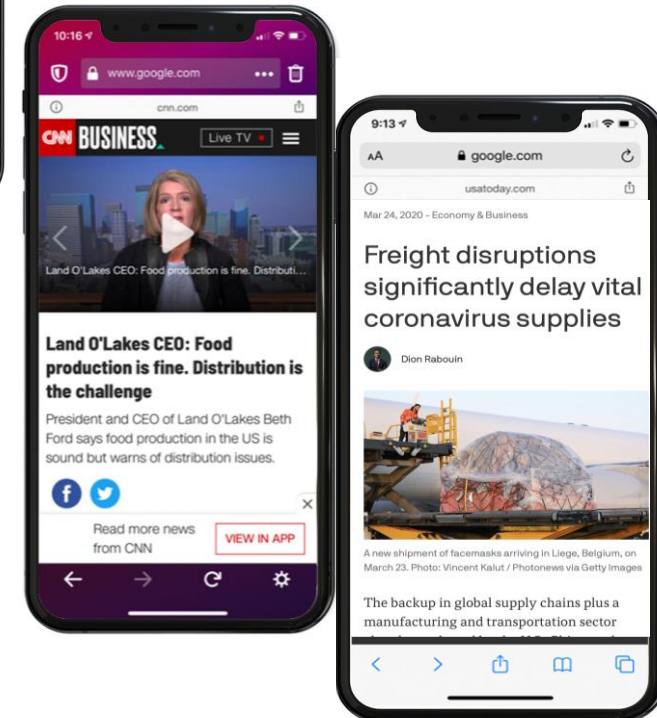 10:16
www.google.com
cnn.com
CNN BUSINESS
Live TV
Land O'Lakes CEO: Food production is fine. Distributi...
Land O'Lakes CEO: Food
production is fine. Distribution is
the challenge
President and CEO of Land O'Lakes Beth
Ford says food production in the US is
sound but warns of distribution issues.
Read more news
from CNN
VIEW IN APP
9:13
AA
google.com
usatoday.com
Mar 24, 2020 - Economy & Business
Freight disruptions
significantly delay vital
coronavirus supplies
Dion Rabouin
A new shipment of facemasks arriving in Liege, Belgium, on
March 23. Photo: Vincent Kalut / Photonews via Getty Images
The backup in global supply chains plus a
manufacturing and transportation sector